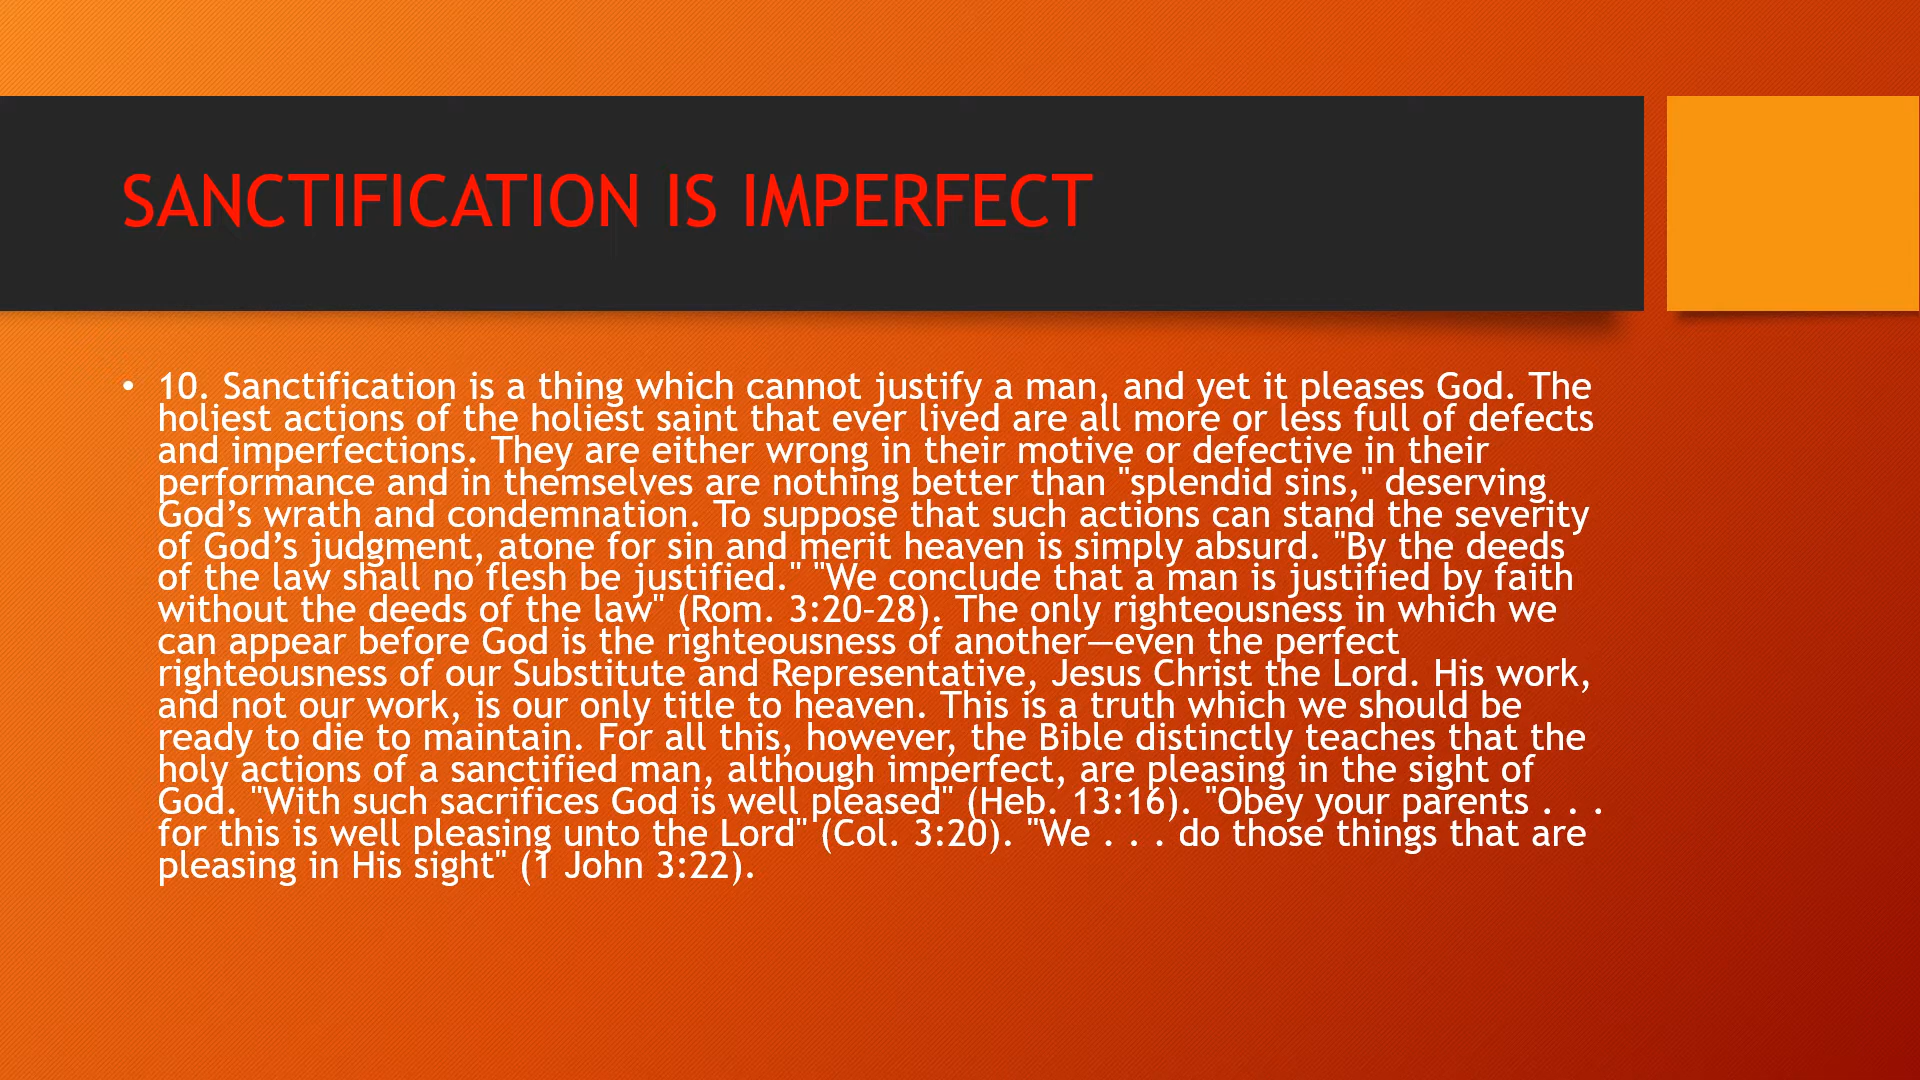 SANCTIFICATION IS IMPERFECT
• 10. Sanctification is a thing which cannot justify a man, and yet it pleases God. The
holiest actions of the holiest saint that ever lived are all more or less full of defects
and imperfections. They are either wrong in their motive or defective in their
performance and in themselves are nothing better than "splendid sins," deserving
God’s wrath and condemnation. To suppose that such actions can stand the severity
of God’s judgment, atone for sin and merit heaven is simply absurd. "By the deeds
of the law shall no flesh be justified." "We conclude that a man is justified by faith
without the deeds of the law" (Rom. 3:20–28). The only righteousness in which we
can appear before God is the righteousness of another—even the perfect
righteousness of our Substitute and Representative, Jesus Christ the Lord. His work,
and not our work, is our only title to heaven. This is a truth which we should be
ready to die to maintain. For all this, however, the Bible distinctly teaches that the
holy actions of a sanctified man, although imperfect, are pleasing in the sight of
God. "With such sacrifices God is well pleased" (Heb. 13:16). "Obey your parents . . .
for this is well pleasing unto the Lord" (Col. 3:20). "We . . . do those things that are
pleasing in His sight" (1 John 3:22).